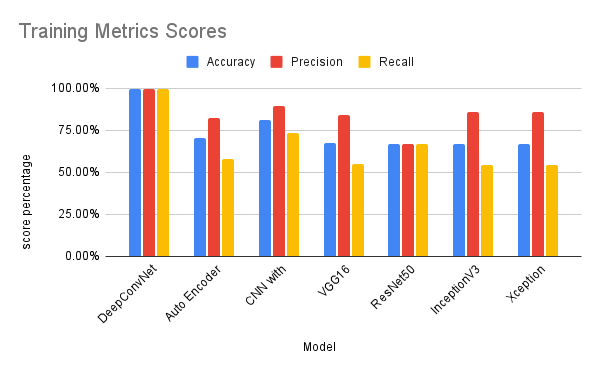 Training Metrics Scores
Accuracy Precision Recall
100.00%
75.00%
50.00%
25.00%
0.00%
score percentage
DeepConvNet
Auto Encoder
CNN with
VGG16
ResNet50
InceptionV3
Xception
Model